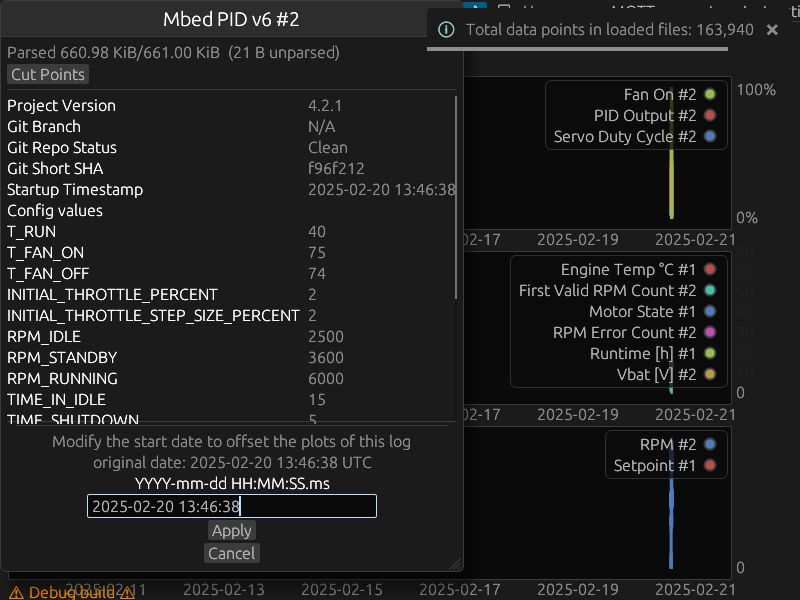 Mbed PID v6 #2
Total data points in loaded files: 163,940
Parsed 660.98 KiB/661.00 KiB (21 B unparsed)
Cut Points
Project Version 4.2.1
Git Branch N/A
Git Repo Status Clean
Git Short SHA f96f212
Startup Timestamp 2025-02-20 13:46:38
Config values
T_RUN 40
T_FAN_ON 75
T_FAN_OFF 74
INITIAL_THROTTLE_PERCENT 2
INITIAL_THROTTLE_STEP_SIZE_PERCENT 2
RPM_IDLE 2500
RPM_STANDBY 3600
RPM_RUNNING 6000
TIME_IN_IDLE 15
TIME_SHUTDOWN 5
Modify the start date to offset the plots of this log
original date: 2025-02-20 13:46:38 UTC
YYYY-mm-dd HH:MM:SS.ms
2025-02-20 13:46:38
Apply
Cancel
100%
Fan On #2
PID Output #2
Servo Duty Cycle #2
0%
02-17 2025-02-19 2025-02-21
Engine Temp °C #1
First Valid RPM Count #2
Motor State #1
RPM Error Count #2
Runtime [h] #1
Vbat [V] #2
0
02-17 2025-02-19 2025-02-21
RPM #2
Setpoint #1
0
Debug build
2025-02-11 2025-02-13 2025-02-15 2025-02-17 2025-02-19 2025-02-21